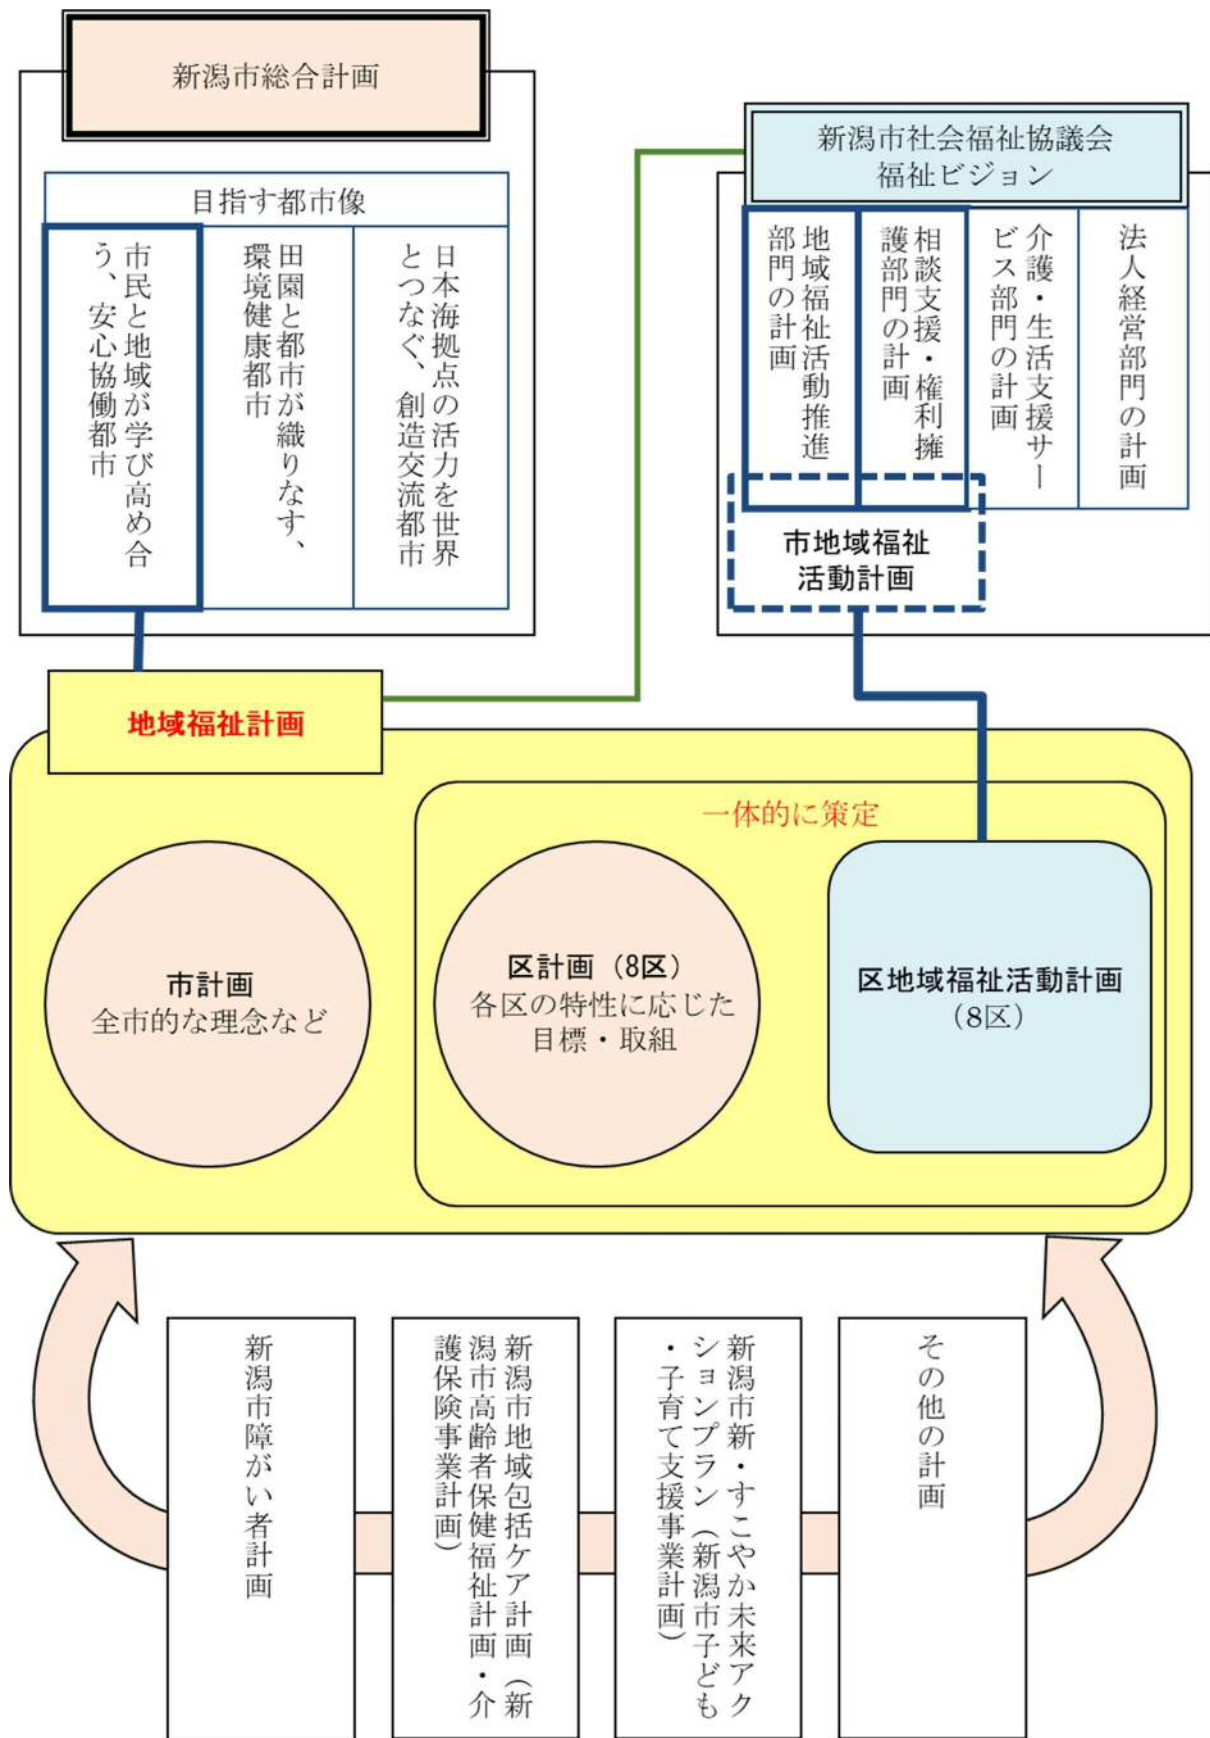 新潟市総合計画
目指す都市像
市民と地域が学び高め合
う、安心協働都市
田園と都市が織りなす、
環境健康都市
日本海拠点の活力を世界
とつなぐ、創造交流都市
新潟市社会福祉協議会
福祉ビジョン
地域福祉活動推進
部門の計画
相談支援・権利擁
護部門の計画
介護・生活支援サー
ビス部門の計画
法人経営部門の計画
市地域福祉
活動計画
地域福祉計画
一体的に策定
市計画
全市的な理念など
区計画（8区）
各区の特性に応じた
目標・取組
区地域福祉活動計画
（8区）
新潟市障がい者計画
新潟市地域包括ケア計画（新
潟市高齢者保健福祉計画・介
護保険事業計画）
新潟市新・すこやか未来アク
ションプラン（新潟市子ども
・子育て支援事業計画）
その他の計画